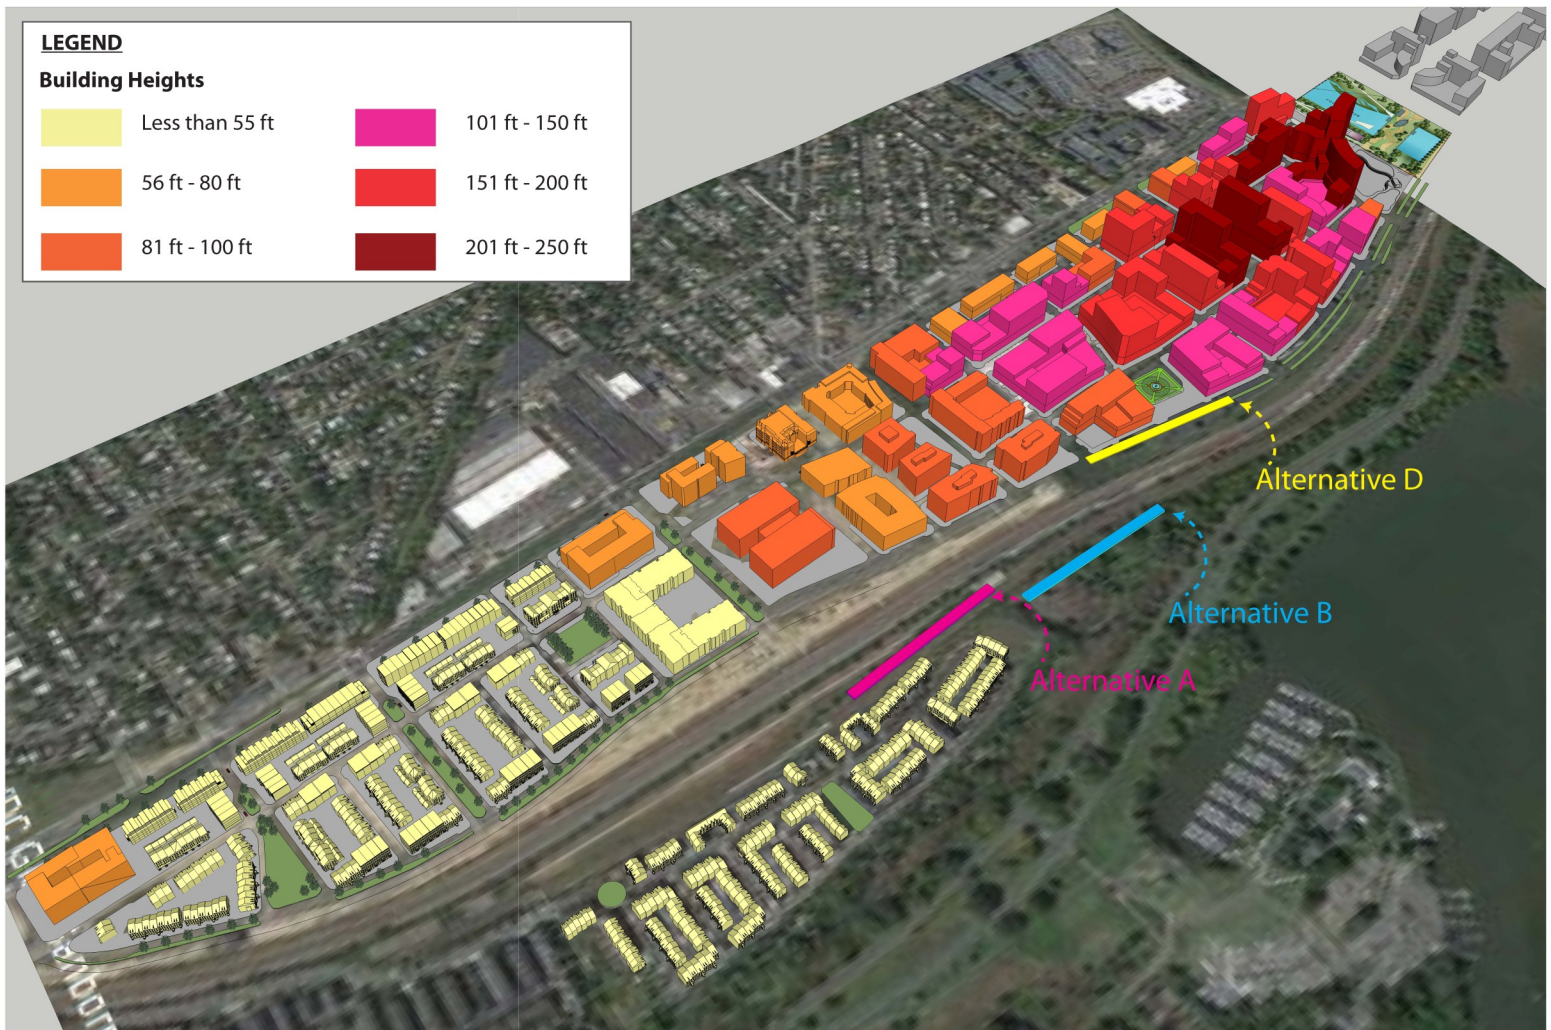 LEGEND
Building Heights
Less than 55 ft
101 ft - 150 ft
56 ft - 80 ft
151 ft - 200 ft
81 ft - 100 ft
201 ft - 250 ft
Alternative D
Alternative B
Alternative A